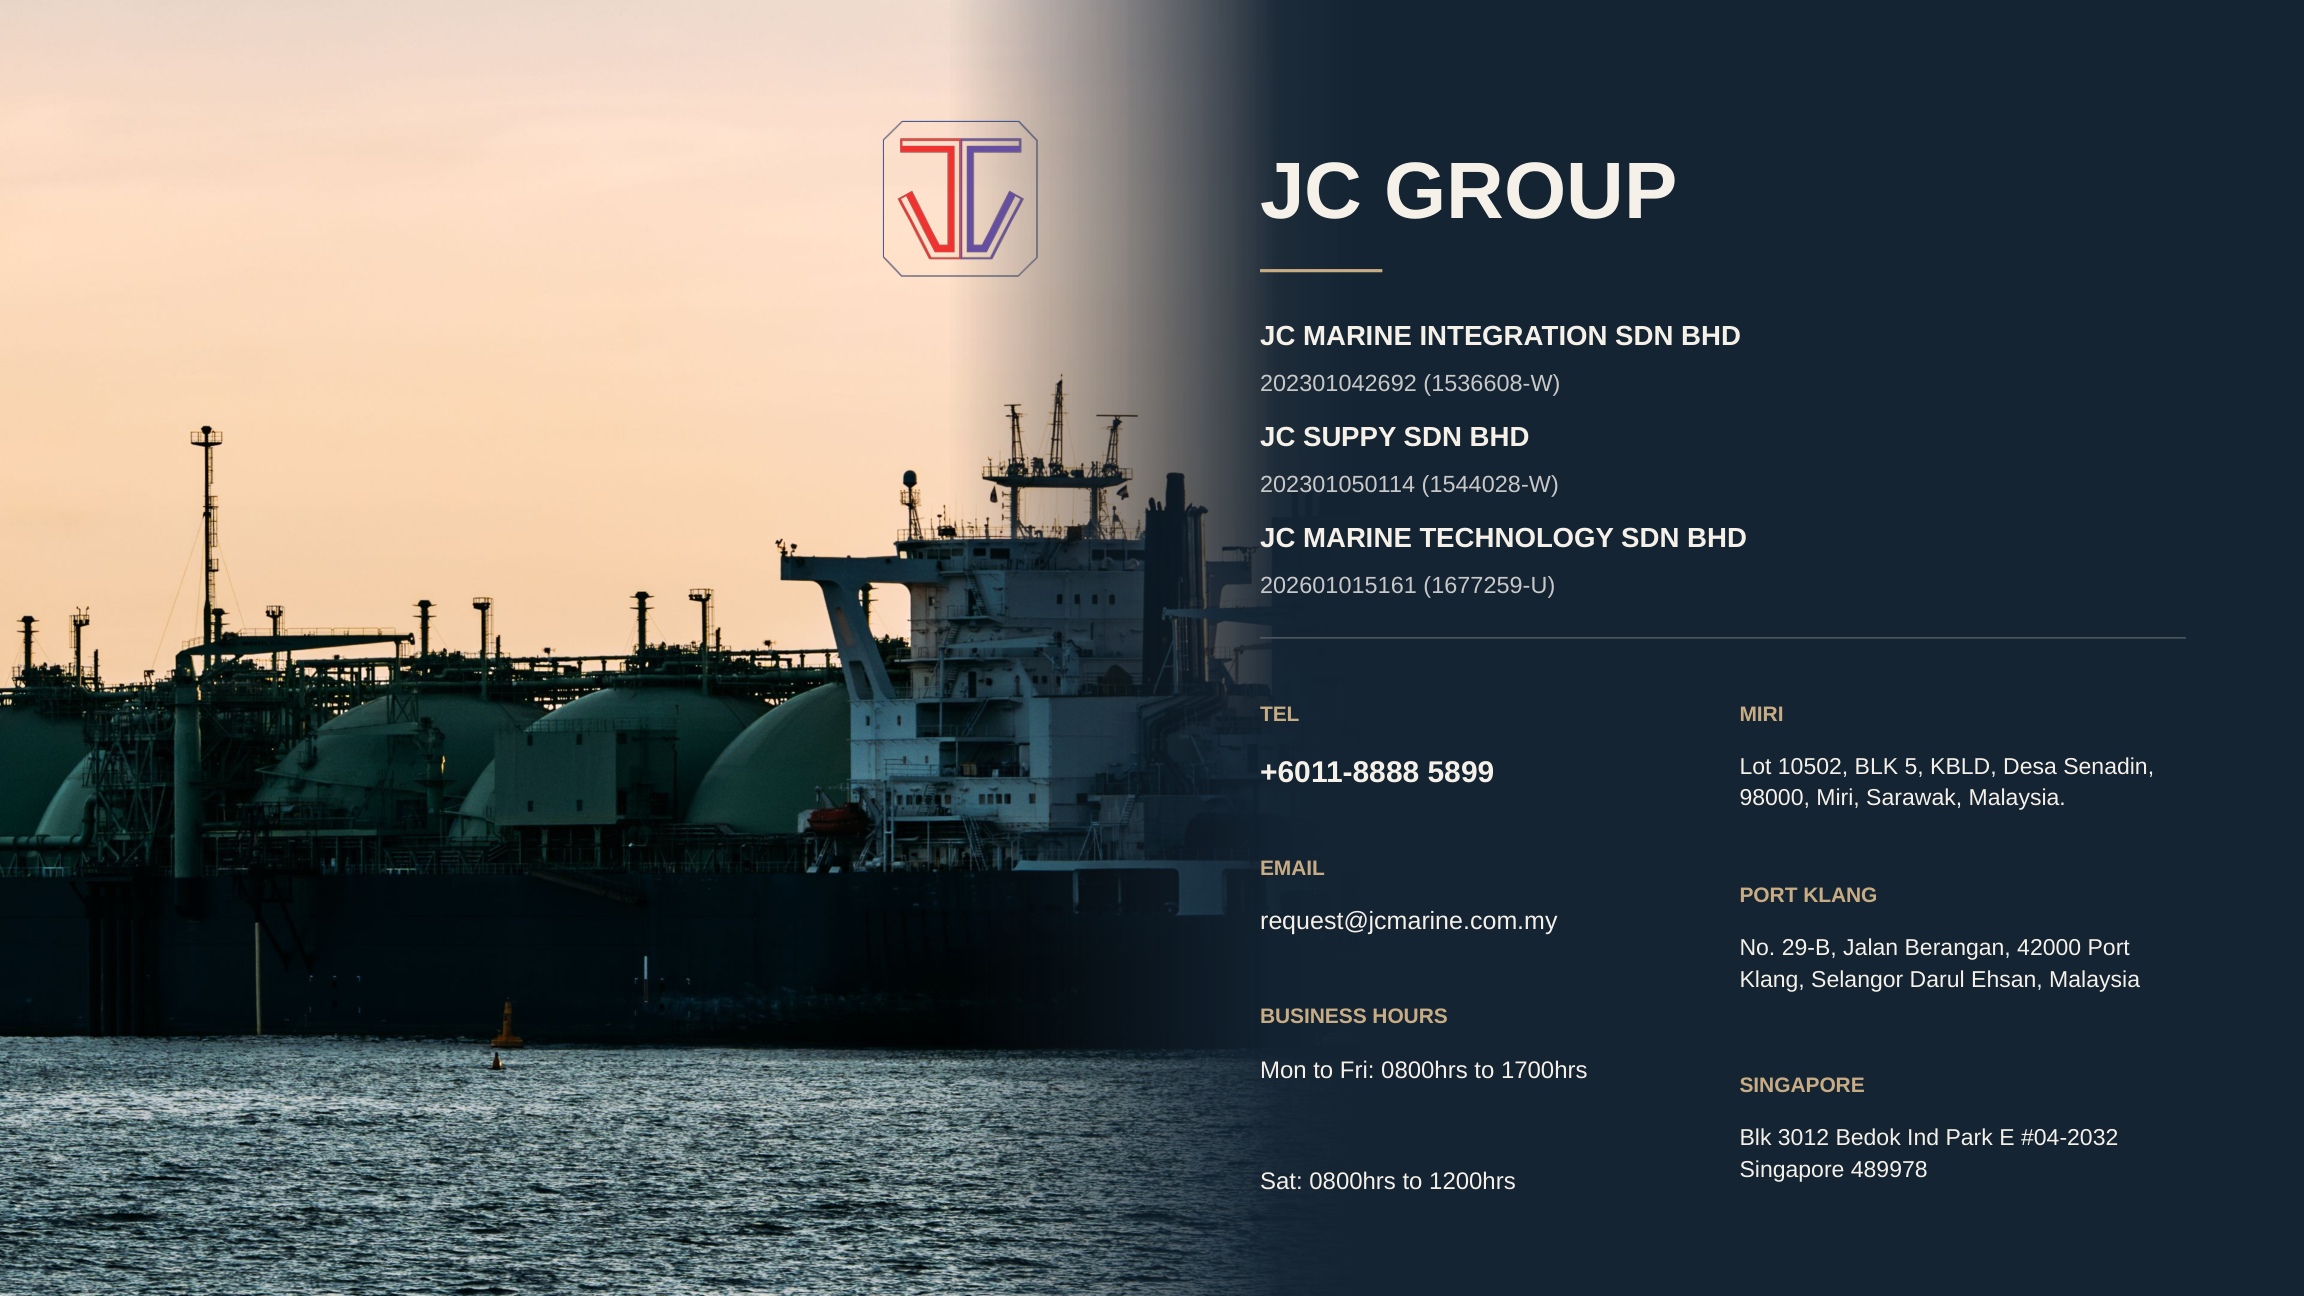 JC GROUP
JC MARINE INTEGRATION SDN BHD
202301042692 (1536608-W)
JC SUPPY SDN BHD
202301050114 (1544028-W)
JC MARINE TECHNOLOGY SDN BHD
202601015161 (1677259-U)
TEL
+6011-8888 5899
EMAIL
request@jcmarine.com.my
BUSINESS HOURS
Mon to Fri: 0800hrs to 1700hrs
Sat: 0800hrs to 1200hrs
MIRI
Lot 10502, BLK 5, KBLD, Desa Senadin,
98000, Miri, Sarawak, Malaysia.
PORT KLANG
No. 29-B, Jalan Berangan, 42000 Port
Klang, Selangor Darul Ehsan, Malaysia
SINGAPORE
Blk 3012 Bedok Ind Park E #04-2032
Singapore 489978